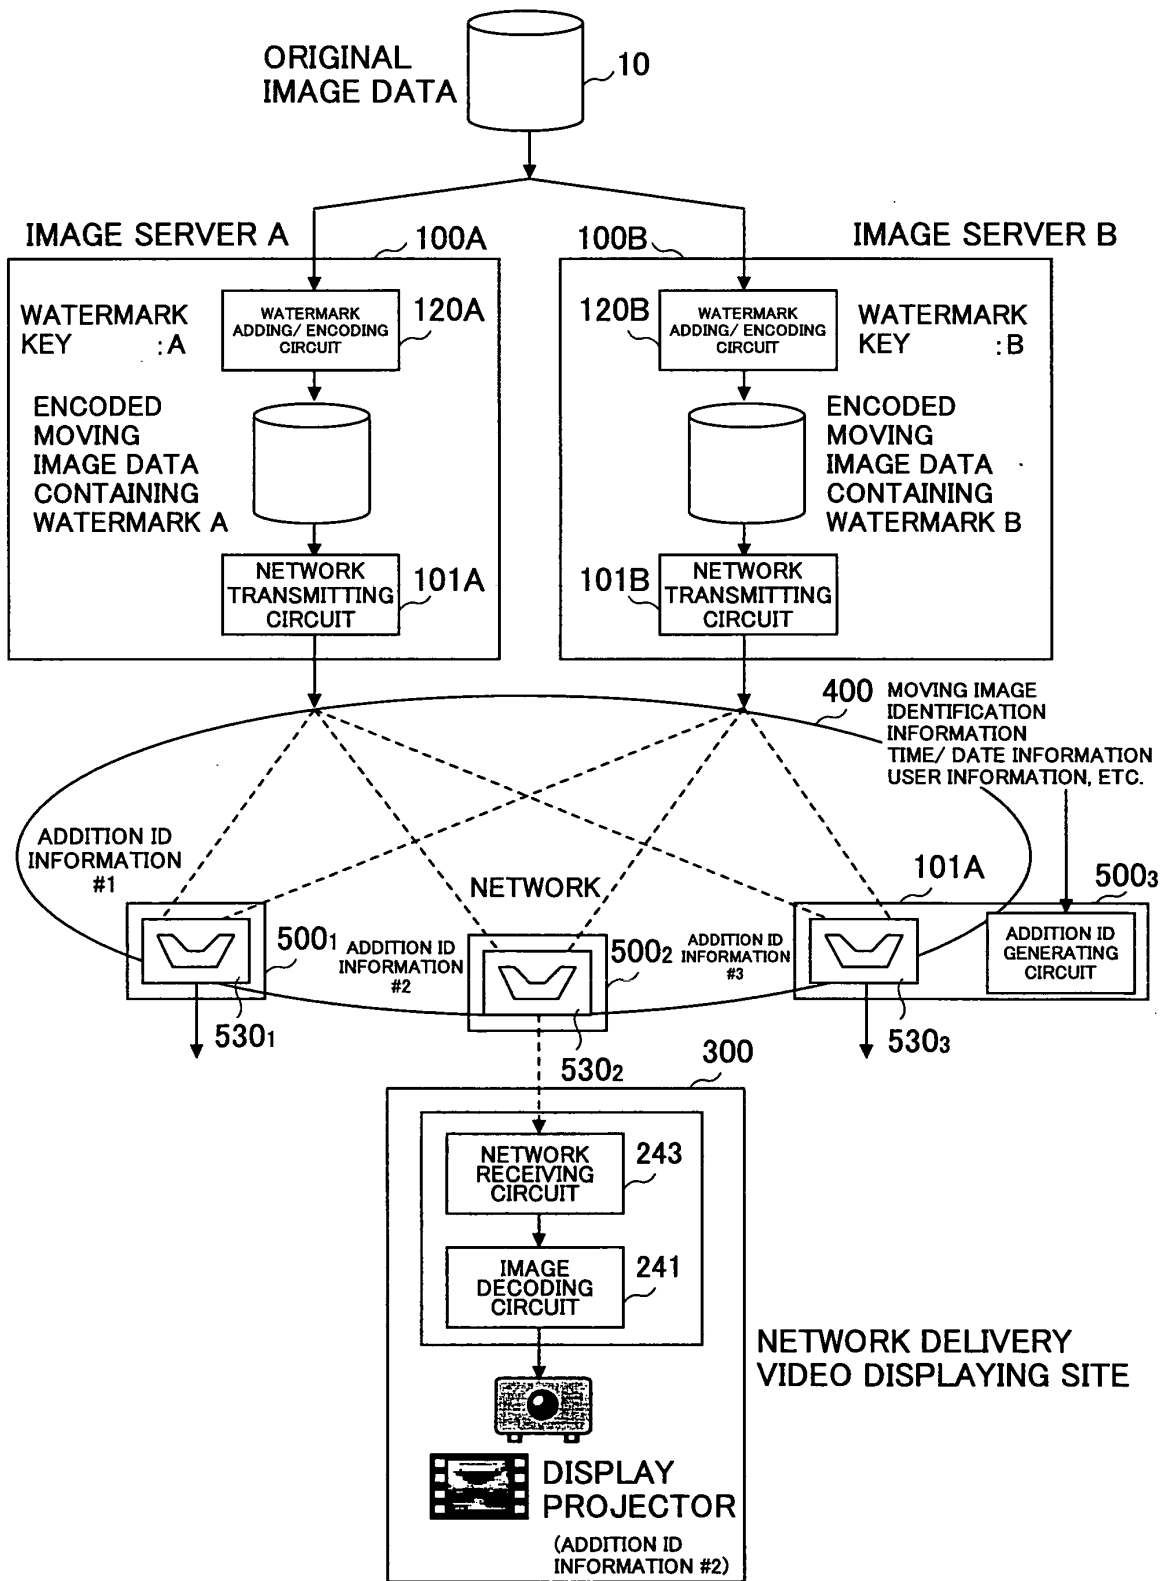 ORIGINAL
IMAGE DATA
10
IMAGE SERVER A
100A
100B
IMAGE SERVER B
WATERMARK
KEY :A
WATERMARK
ADDING/ ENCODING
CIRCUIT
120A
120B
WATERMARK
ADDING/ ENCODING
CIRCUIT
WATERMARK
KEY :B
ENCODED
MOVING
IMAGE DATA
CONTAINING
WATERMARK A
ENCODED
MOVING
IMAGE DATA
CONTAINING
WATERMARK B
NETWORK
TRANSMITTING
CIRCUIT
101A
101B
NETWORK
TRANSMITTING
CIRCUIT
400
MOVING IMAGE
IDENTIFICATION
INFORMATION
TIME/ DATE INFORMATION
USER INFORMATION, ETC.
ADDITION ID
INFORMATION
#1
NETWORK
101A
500₃
500₁
ADDITION ID
INFORMATION
#2
500₂
ADDITION ID
INFORMATION
#3
ADDITION ID
GENERATING
CIRCUIT
530₁
530₂
530₃
300
NETWORK
RECEIVING
CIRCUIT
243
IMAGE
DECODING
CIRCUIT
241
NETWORK DELIVERY
VIDEO DISPLAYING SITE
DISPLAY
PROJECTOR
(ADDITION ID
INFORMATION #2)